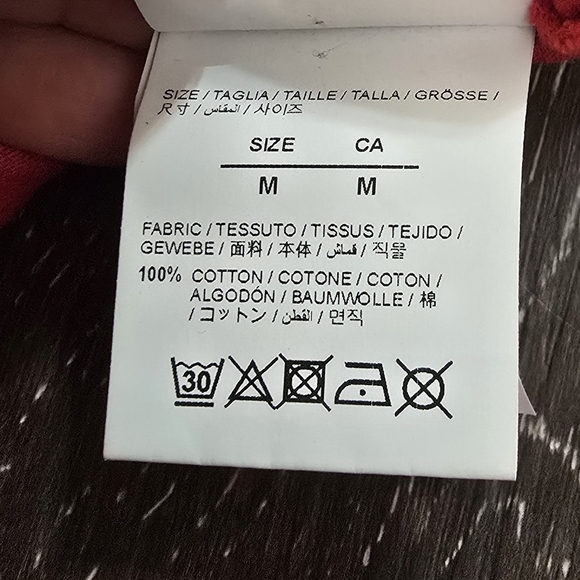 SIZE / TAGLIA / TAILLE / TALLA / GRÖSSE /
尺寸 / المقاس / 사이즈
SIZE CA
M M
FABRIC / TESSUTO / TISSUS / TEJIDO /
GEWEBE / 面料 / 本体 / قماش / 직물
100% COTTON / COTONE / COTON /
ALGODÓN / BAUMWOLLE / 棉
/ コットン / القطن / 면직
30